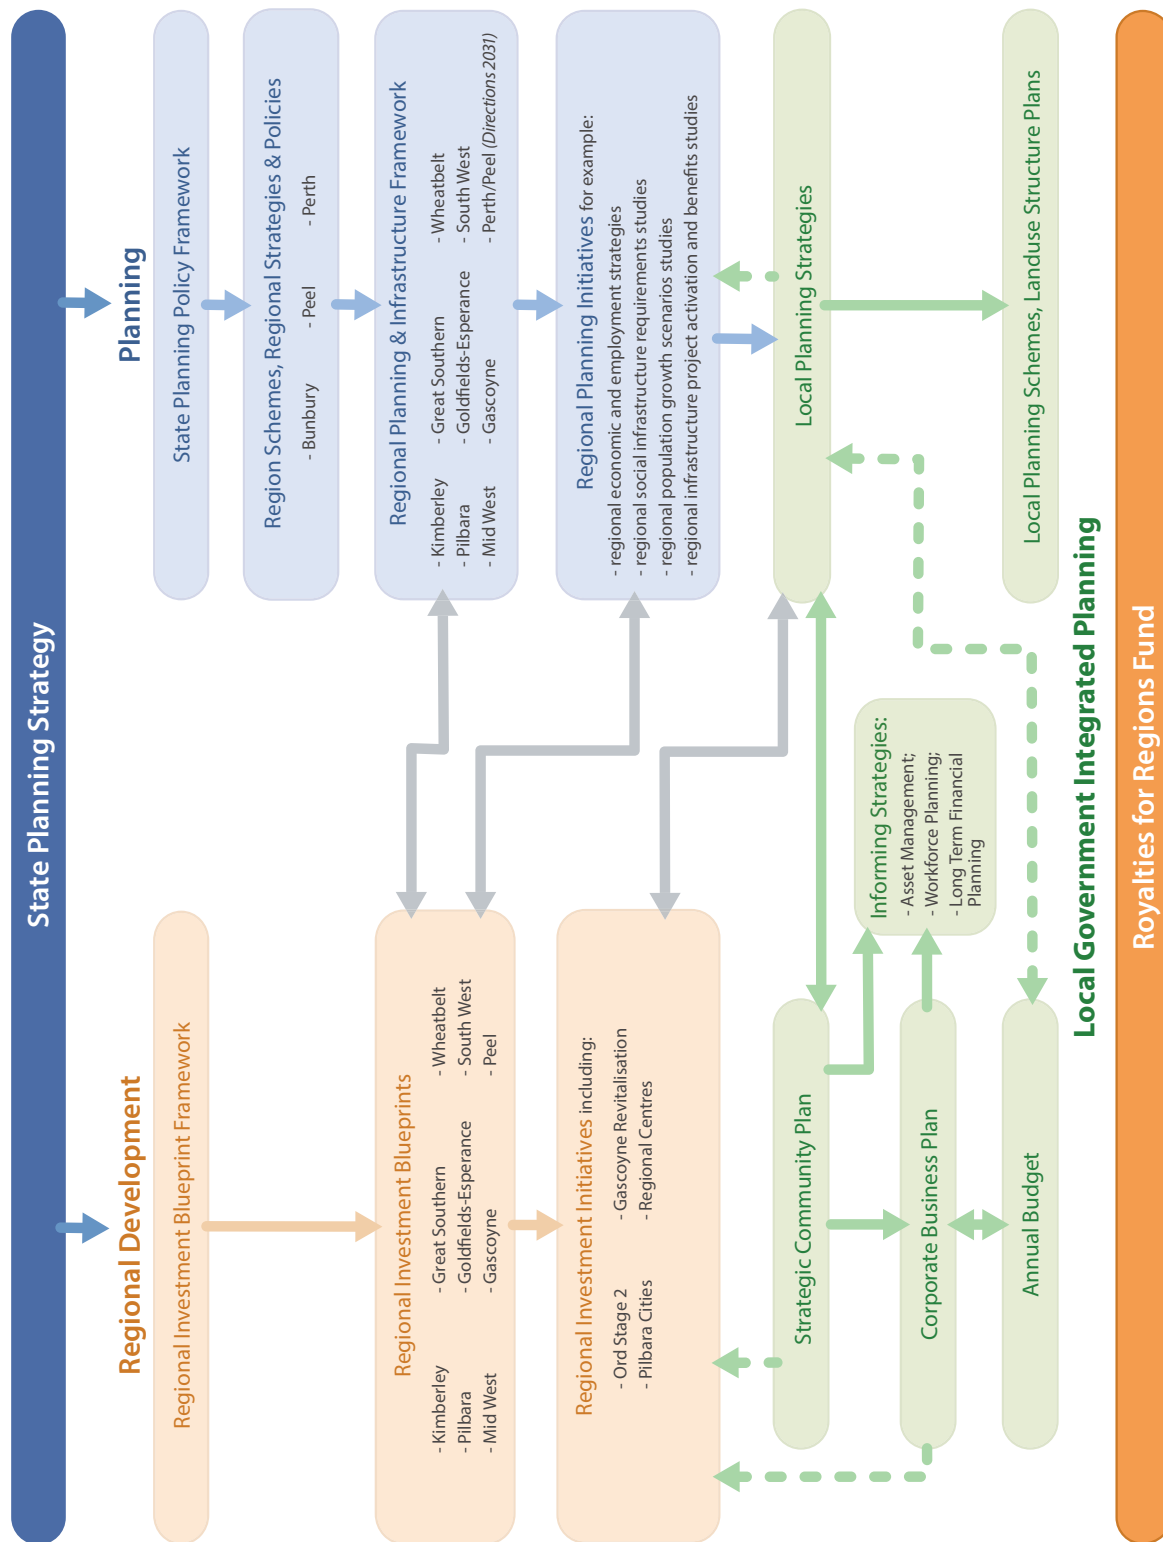 State Planning Strategy
Regional Development
Regional Investment Blueprint Framework
Regional Investment Blueprints
- Kimberley
- Pilbara
- Mid West
- Great Southern
- Goldfields-Esperance
- Gascoyne
- Wheatbelt
- South West
- Peel
Regional Investment Initiatives including:
- Ord Stage 2
- Pilbara Cities
- Gascoyne Revitalisation
- Regional Centres
Planning
State Planning Policy Framework
Region Schemes, Regional Strategies & Policies
- Bunbury
- Peel
- Perth
Regional Planning & Infrastructure Framework
- Kimberley
- Pilbara
- Mid West
- Great Southern
- Goldfields-Esperance
- Gascoyne
- Wheatbelt
- South West
- Perth/Peel (Directions 2031)
Regional Planning Initiatives for example:
- regional economic and employment strategies
- regional social infrastructure requirements studies
- regional population growth scenarios studies
- regional infrastructure project activation and benefits studies
Strategic Community Plan
Corporate Business Plan
Annual Budget
Informing Strategies:
- Asset Management;
- Workforce Planning;
- Long Term Financial
Planning
Local Planning Strategies
Local Planning Schemes, Landuse Structure Plans
Local Government Integrated Planning
Royalties for Regions Fund